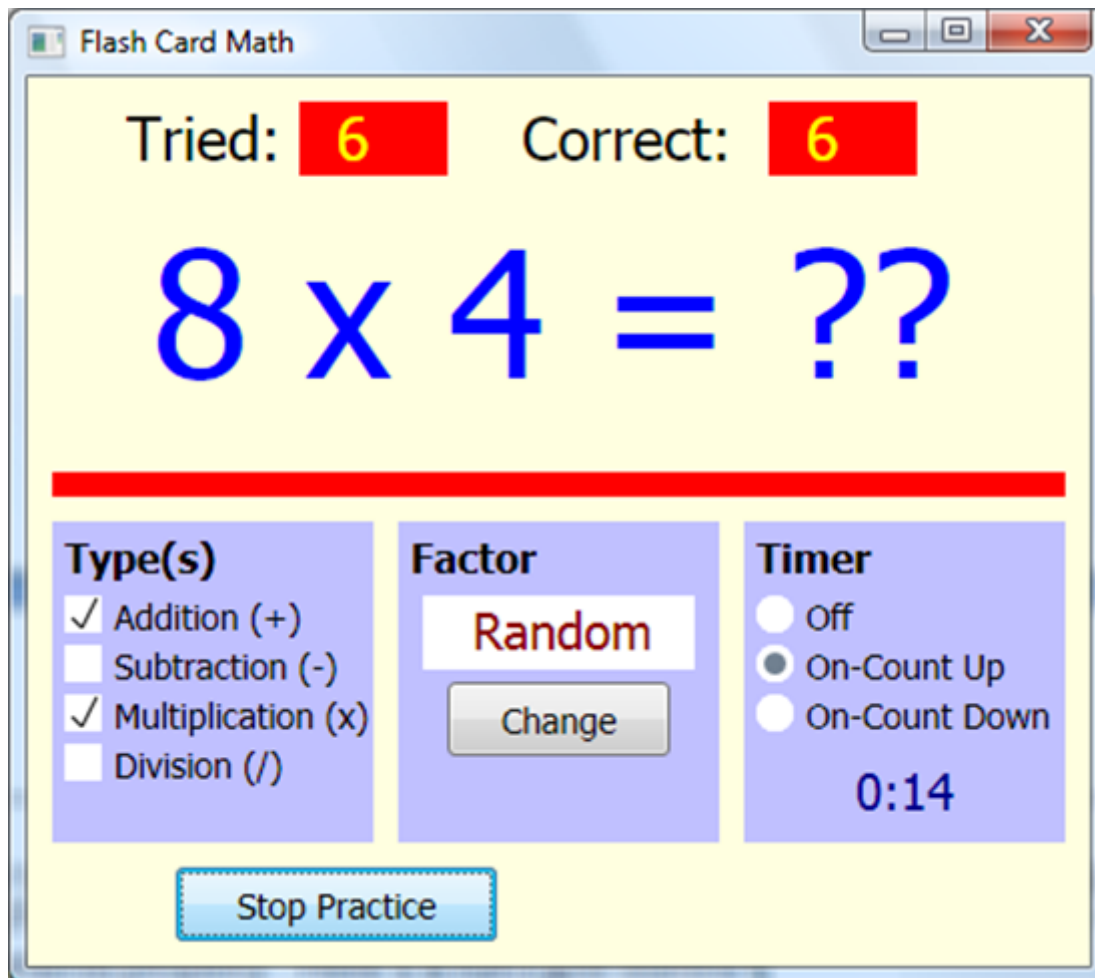 Flash Card Math
Tried: 6 Correct: 6
8 x 4 = ??
Type(s)
Addition (+)
Subtraction (-)
Multiplication (x)
Division (/)
Factor
Random
Change
Timer
Off
On-Count Up
On-Count Down
0:14
Stop Practice